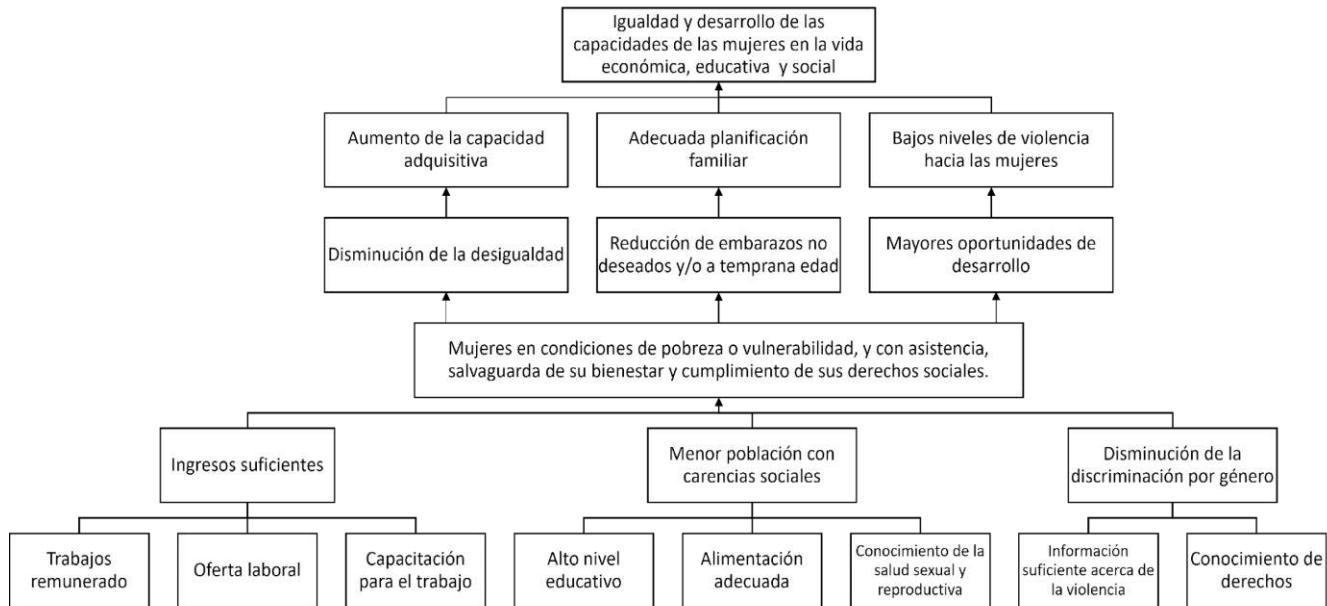 Igualdad y desarrollo de las
capacidades de las mujeres en la vida
económica, educativa y social
Aumento de la capacidad
adquisitiva
Adecuada planificación
familiar
Bajos niveles de violencia
hacia las mujeres
Disminución de la desigualdad
Reducción de embarazos no
deseados y/o a temprana edad
Mayores oportunidades de
desarrollo
Mujeres en condiciones de pobreza o vulnerabilidad, y con asistencia,
salvaguarda de su bienestar y cumplimiento de sus derechos sociales.
Ingresos suficientes
Menor población con
carencias sociales
Disminución de la
discriminación por género
Trabajos
remunerado
Oferta laboral
Capacitación
para el trabajo
Alto nivel
educativo
Alimentación
adecuada
Conocimiento de la
salud sexual y
reproductiva
Información
suficiente acerca de
la violencia
Conocimiento de
derechos